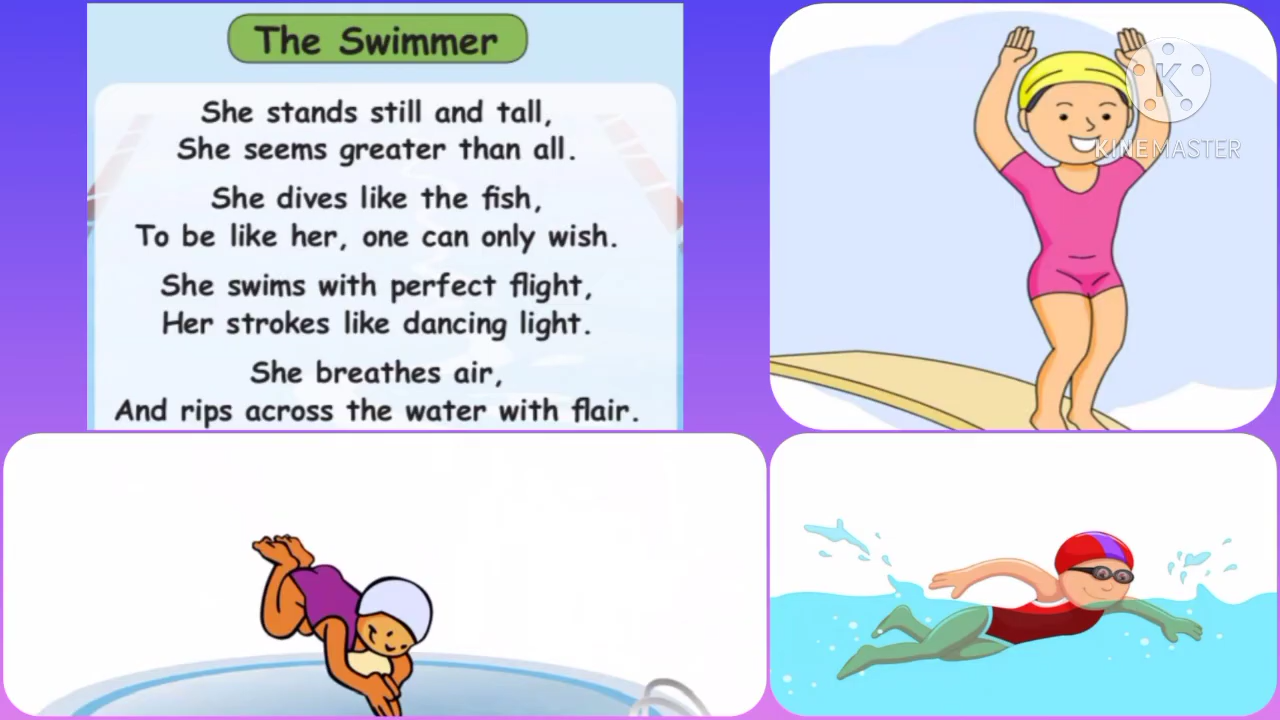 The Swimmer
She stands still and tall,
She seems greater than all.
She dives like the fish,
To be like her, one can only wish.
She swims with perfect flight,
Her strokes like dancing light.
She breathes air,
And rips across the water with flair.
K
KINEMASTER